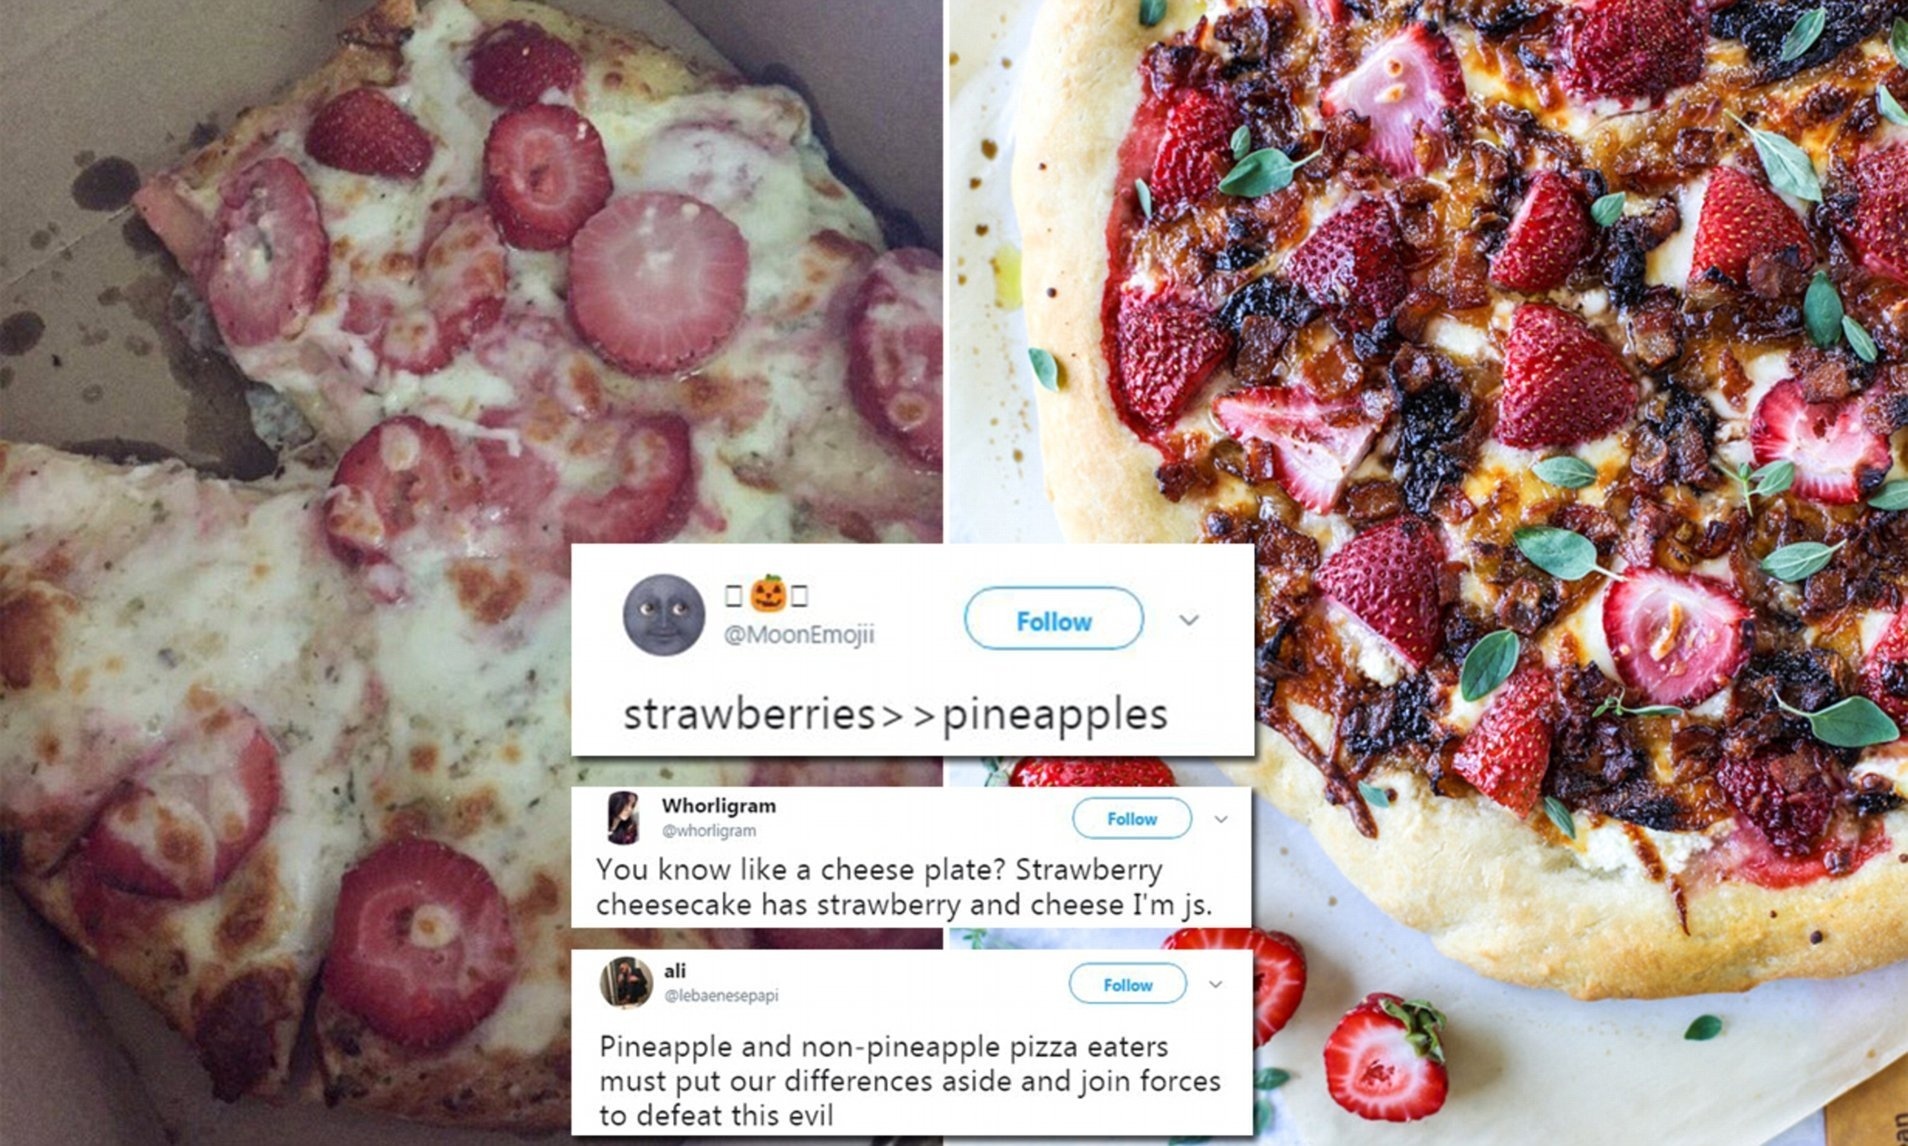 🎃
@MoonEmojii
Follow
strawberries>>pineapples
Whorligram
@whorligram
Follow
You know like a cheese plate? Strawberry
cheesecake has strawberry and cheese I'm js.
ali
@lebaenesepapi
Follow
Pineapple and non-pineapple pizza eaters
must put our differences aside and join forces
to defeat this evil